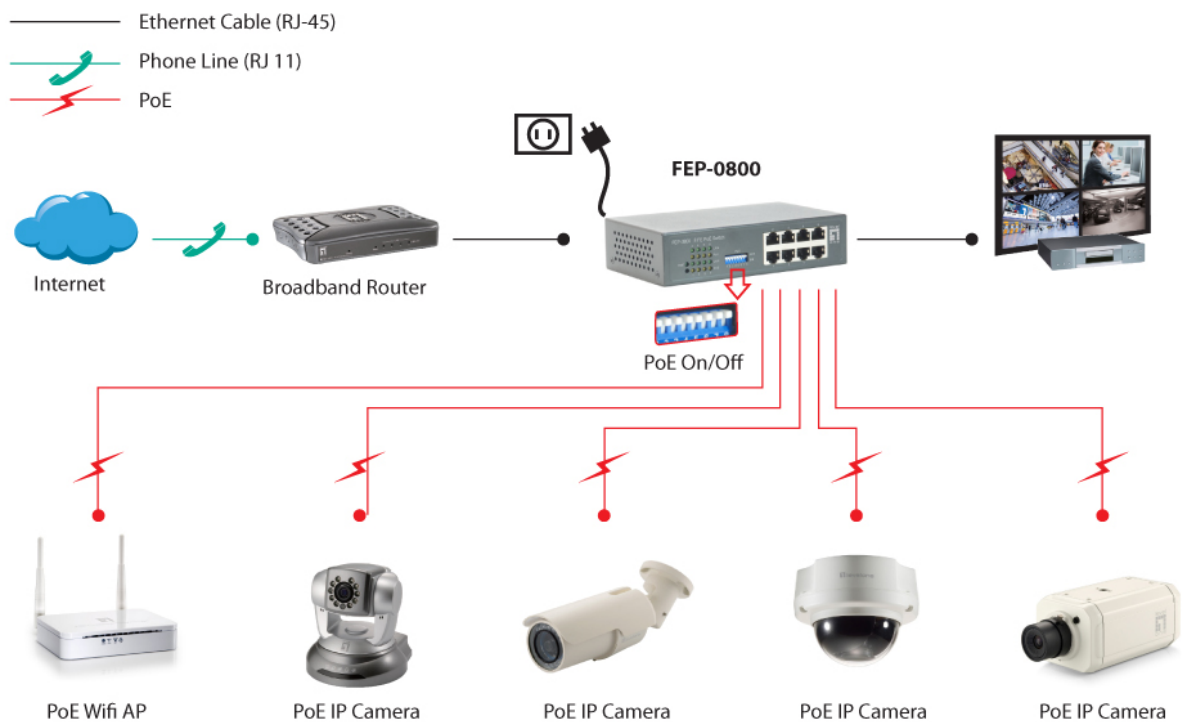 Ethernet Cable (RJ-45)
Phone Line (RJ 11)
PoE
FEP-0800
Internet
Broadband Router
PoE On/Off
PoE Wifi AP
PoE IP Camera
PoE IP Camera
PoE IP Camera
PoE IP Camera